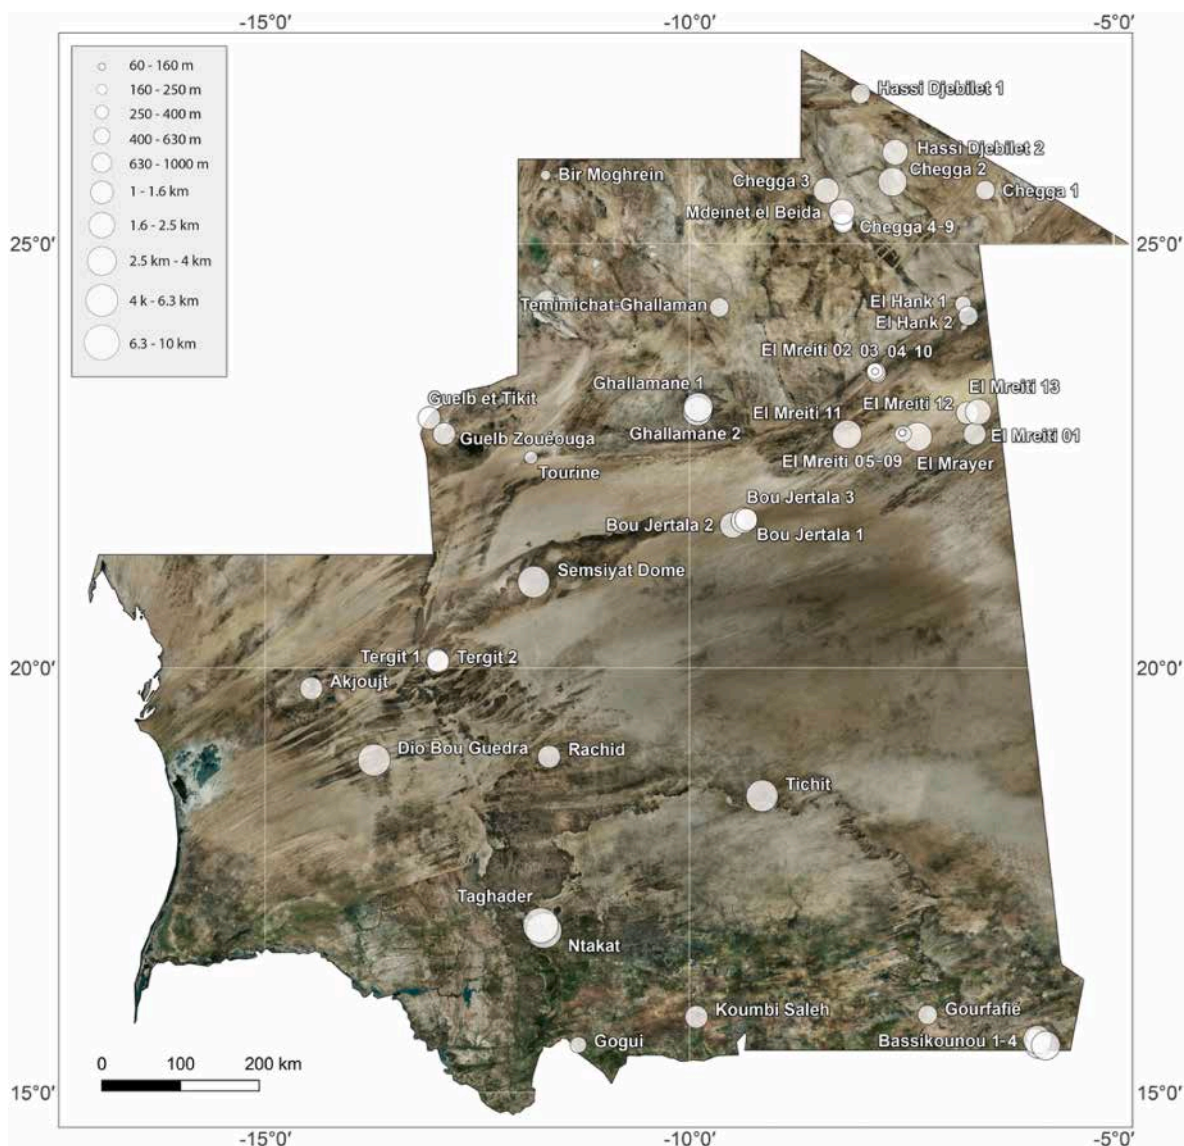 -15°0′ -10°0′ -5°0′
60 - 160 m
160 - 250 m
250 - 400 m
400 - 630 m
630 - 1000 m
1 - 1.6 km
1.6 - 2.5 km
2.5 km - 4 km
4 k - 6.3 km
6.3 - 10 km
Hassi Djebilet 1
Hassi Djebilet 2
Bir Moghrein
Chegga 3
Chegga 2
Chegga 1
Mdeinet el Beida
Chegga 4-9
25°0′ 25°0′
Temimichat-Ghallaman
El Hank 1
El Hank 2
El Mreiti 02 03 04 10
Ghallamane 1
El Mreiti 13
Guelb et Tikit
El Mreiti 11
El Mreiti 12
Ghallamane 2
Guelb Zouéouga
El Mreiti 01
Tourine
El Mreiti 05-09
El Mrayer
Bou Jertala 3
Bou Jertala 2
Bou Jertala 1
Semsiyat Dome
Tergit 1
Tergit 2
20°0′ 20°0′
Akjoujt
Dio Bou Guedra
Rachid
Tichit
Taghader
Ntakat
Koumbi Saleh
Gourfafié
Gogui
Bassikounou 1-4
0 100 200 km
15°0′ 15°0′
-15°0′ -10°0′ -5°0′